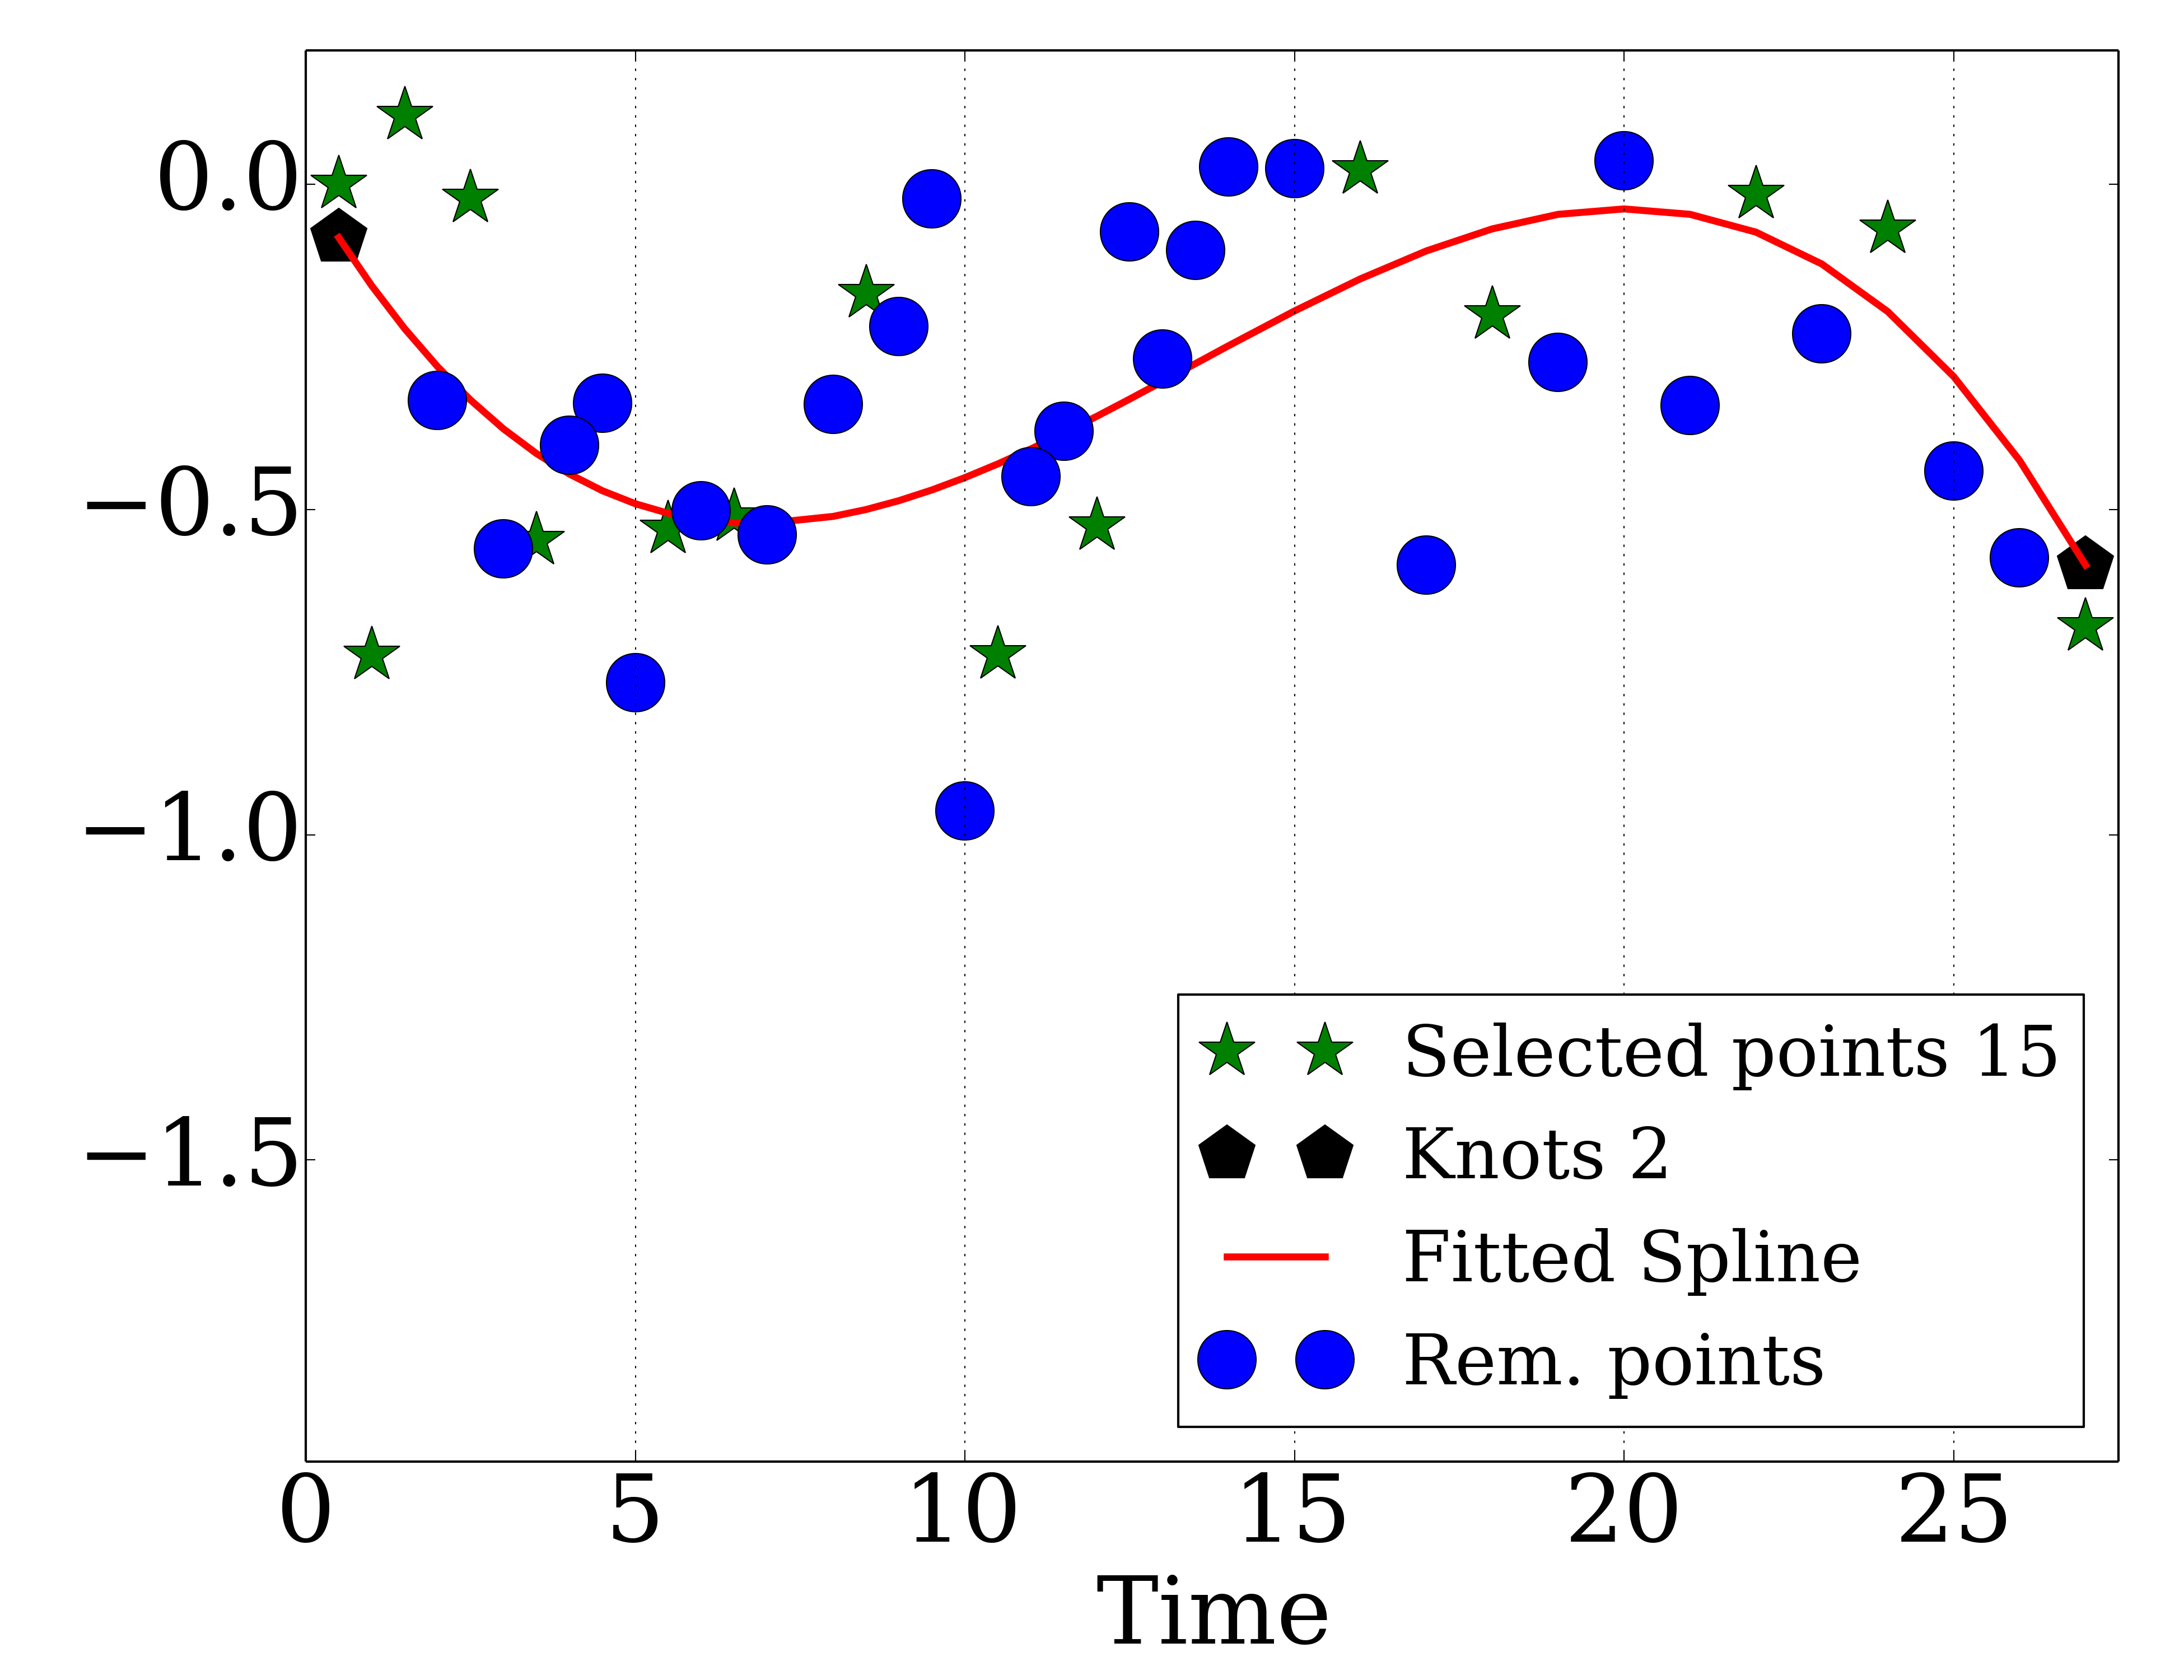 0.0
−0.5
−1.0
−1.5
Selected points 15
Knots 2
Fitted Spline
Rem. points
0 5 10 15 20 25
Time